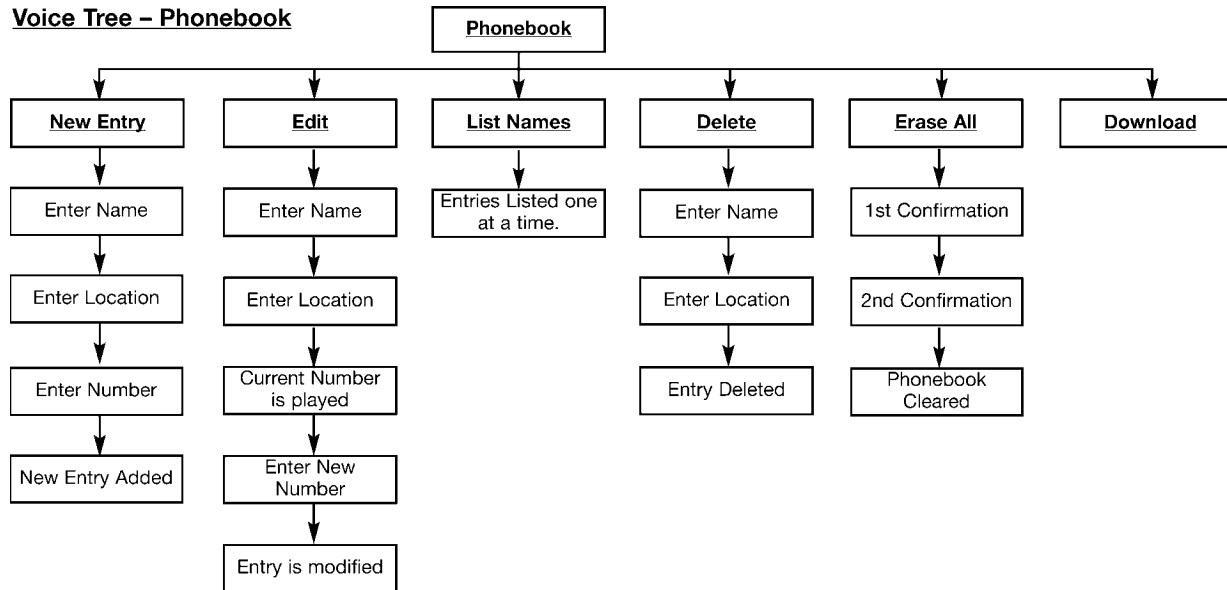 Voice Tree – Phonebook
Phonebook
New Entry
Edit
List Names
Delete
Erase All
Download
Enter Name
Enter Name
Entries Listed one
at a time.
Enter Name
1st Confirmation
Enter Location
Enter Location
Enter Location
2nd Confirmation
Enter Number
Current Number
is played
Entry Deleted
Phonebook
Cleared
New Entry Added
Enter New
Number
Entry is modified